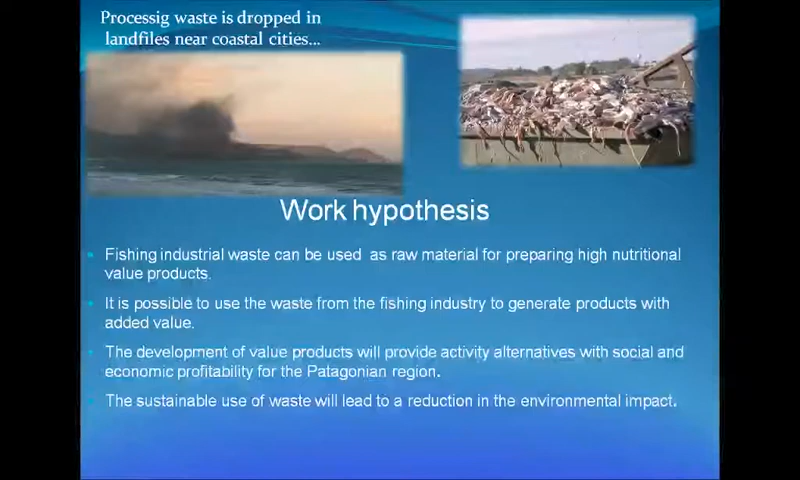 Processig waste is dropped in
landfiles near coastal cities...
Work hypothesis
Fishing industrial waste can be used as raw material for preparing high nutritional
value products.
It is possible to use the waste from the fishing industry to generate products with
added value.
The development of value products will provide activity alternatives with social and
economic profitability for the Patagonian region.
The sustainable use of waste will lead to a reduction in the environmental impact.